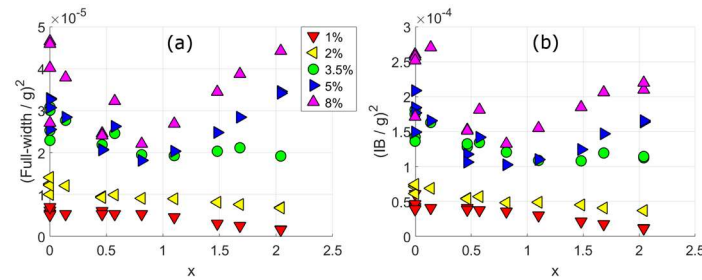 ×10⁻⁵
5
4
3
2
1
0
(Full-width / g)²
(a)
1%
2%
3.5%
5%
8%
0 0.5 1 1.5 2 2.5
x
3 ×10⁻⁴
2.5
2
1.5
1
0.5
0
(IB / g)²
(b)
0 0.5 1 1.5 2 2.5
x